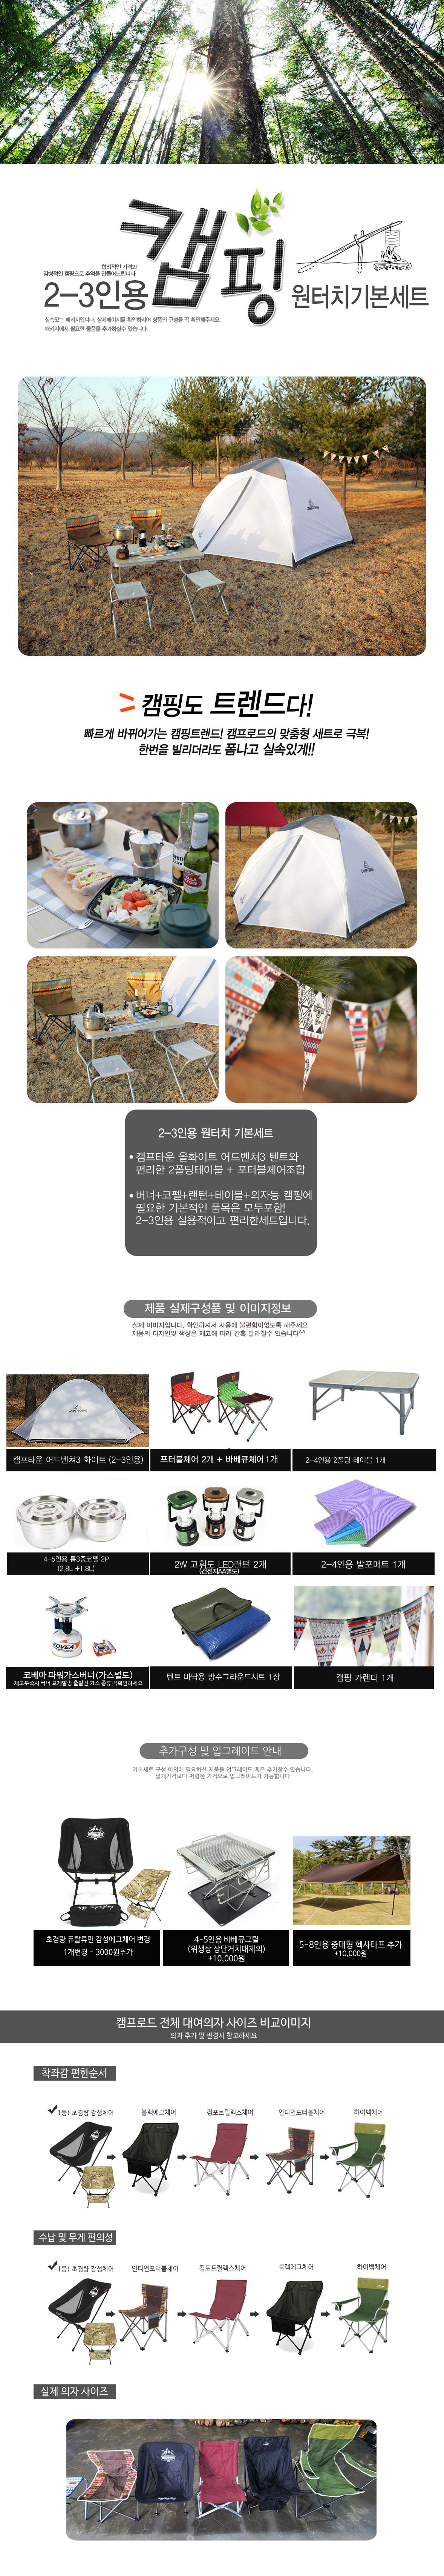 합리적인 가격과
감성적인 캠핑으로 추억을 만들어드립니다
2-3인용
캠핑
원터치기본세트
실속있는 패키지입니다. 상세페이지를 확인하시어 상품의 구성을 꼭 확인해주세요.
패키지에서 필요한 물품을 추가하실수 있습니다.
캠핑도 트렌드다!
빠르게 바뀌어가는 캠핑트렌드! 캠프로드의 맞춤형 세트로 극복!
한번을 빌리더라도 폼나고 실속있게!!
2-3인용 원터치 기본세트
• 캠프타운 올화이트 어드벤쳐3 텐트와
편리한 2폴딩테이블 + 포터블체어조합
• 버너+코펠+랜턴+테이블+의자등 캠핑에
필요한 기본적인 품목은 모두포함!
2-3인용 실용적이고 편리한세트입니다.
제품 실제구성품 및 이미지정보
실제 이미지입니다. 확인하셔서 사용에 불편함이없도록 해주세요
제품의 디자인및 색상은 재고에 따라 간혹 달라질수 있습니다^^
캠프타운 어드벤쳐3 화이트 (2-3인용)
포터블체어 2개 + 바베큐체어1개
2-4인용 2폴딩 테이블 1개
4-5인용 통3중코펠 2P
(2.8L +1.8L)
2W 고휘도 LED랜턴 2개
(건전지AA별도)
2-4인용 발포매트 1개
KOVEA
코베아 파워가스버너(가스별도)
재고부족시 버너 교체발송 출발전 가스 종류 꼭확인하세요
텐트 바닥용 방수그라운드시트 1장
캠핑 가렌더 1개
추가구성 및 업그레이드 안내
기본세트 구성 이외에 필요하신 제품을 업그레이드 혹은 추가할수 있습니다.
낱개가격보다 저렴한 가격으로 업그레이드가 가능합니다
초경량 듀랄류민 감성에그체어 변경
1개변경 - 3000원추가
4-5인용 바베큐그릴
(위생상 상단거치대제외)
+10,000원
5-8인용 중대형 헥사타프 추가
+10,000원
캠프로드 전체 대여의자 사이즈 비교이미지
의자 추가 및 변경시 참고하세요
착좌감 편한순서
1등) 초경량 감성체어
블랙에그체어
컴포트릴렉스체어
인디언포터블체어
하이백체어
수납 및 무게 편의성
1등) 초경량 감성체어
인디언포터블체어
컴포트릴렉스체어
블랙에그체어
하이백체어
실제 의자 사이즈